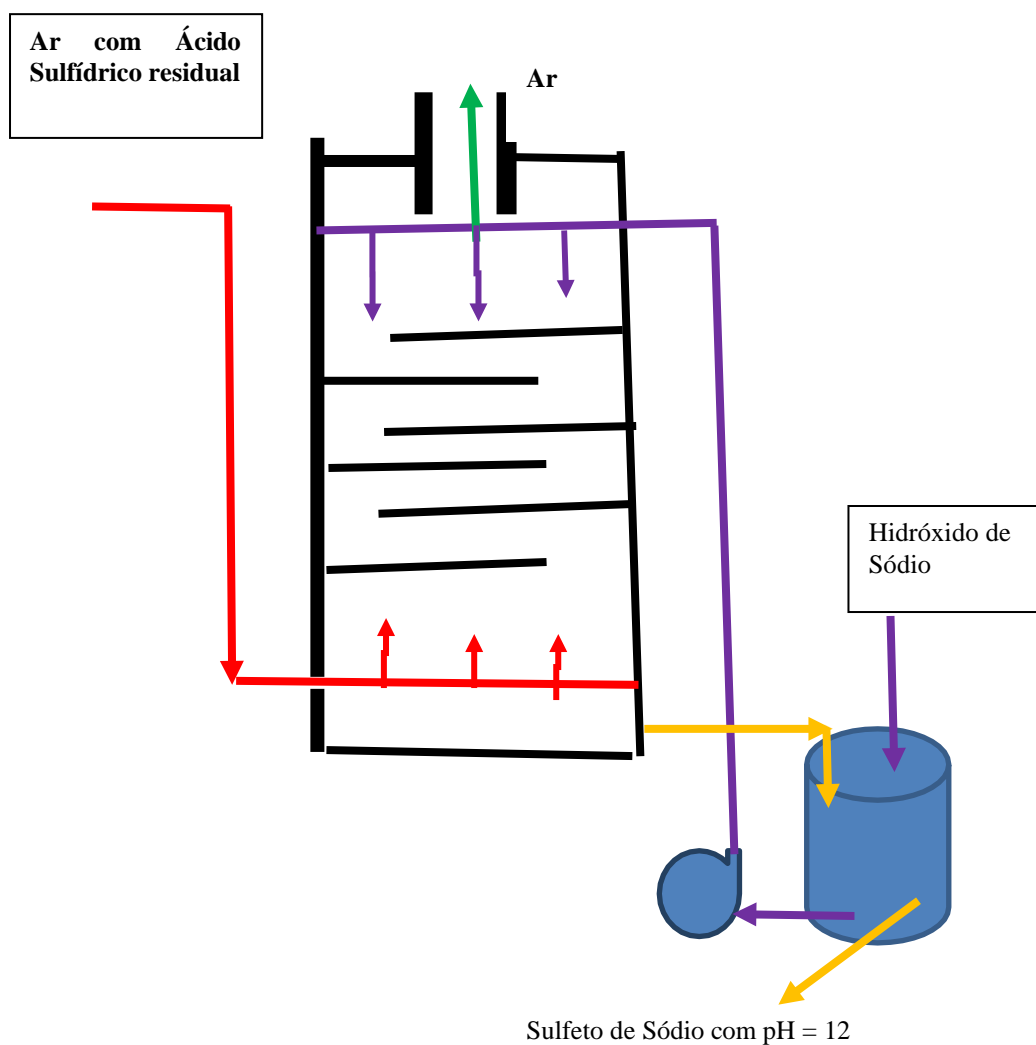 Ar com Ácido
Sulfídrico residual
Ar
Hidróxido de
Sódio
Sulfeto de Sódio com pH = 12